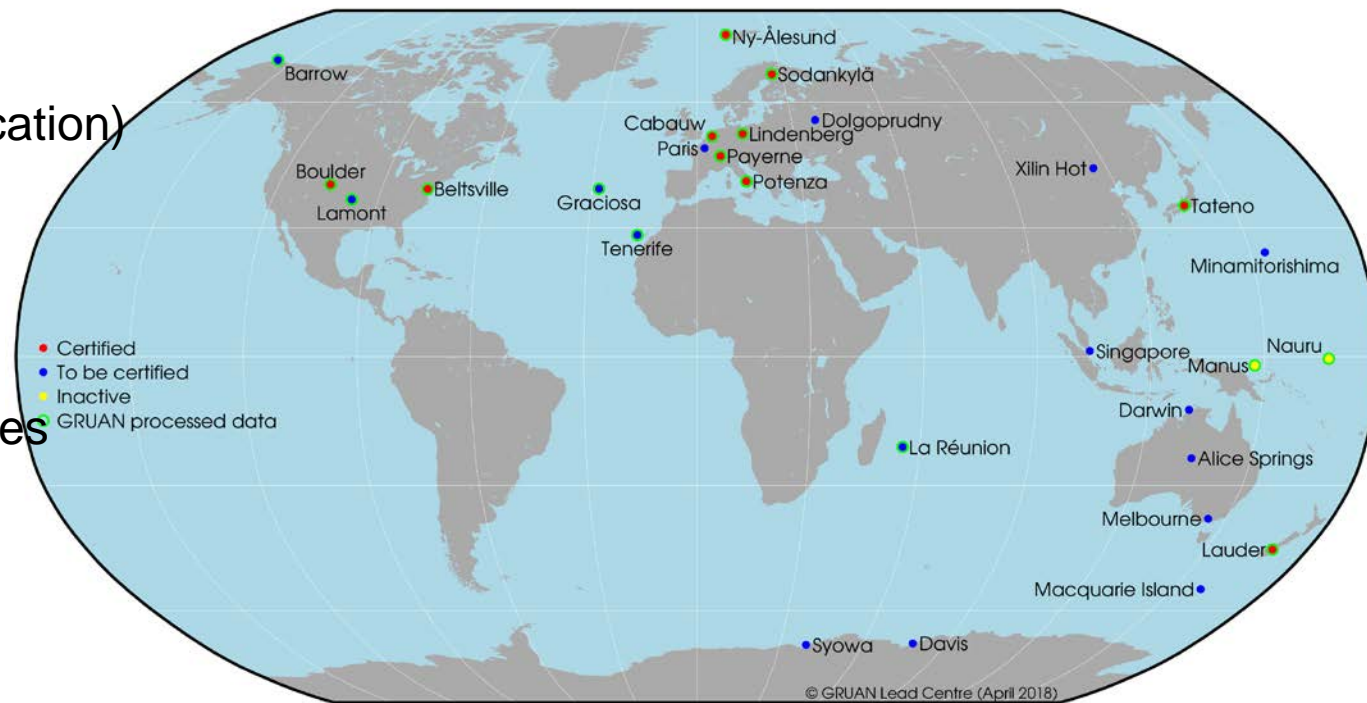 Ny-Ålesund
Barrow
Sodankylä
cation)
Dolgoprudny
Cabauw
Lindenberg
Paris
Payerne
Xilin Hot
Boulder
Potenza
Beltsville
Graciosa
Lamont
Tateno
Tenerife
Minamitorishima
Certified
Nauru
Singapore
To be certified
Manus
Inactive
Darwin
GRUAN processed data
es
La Réunion
Alice Springs
Melbourne
Lauder
Macquarie Island
Syowa
Davis
© GRUAN Lead Centre (April 2018)